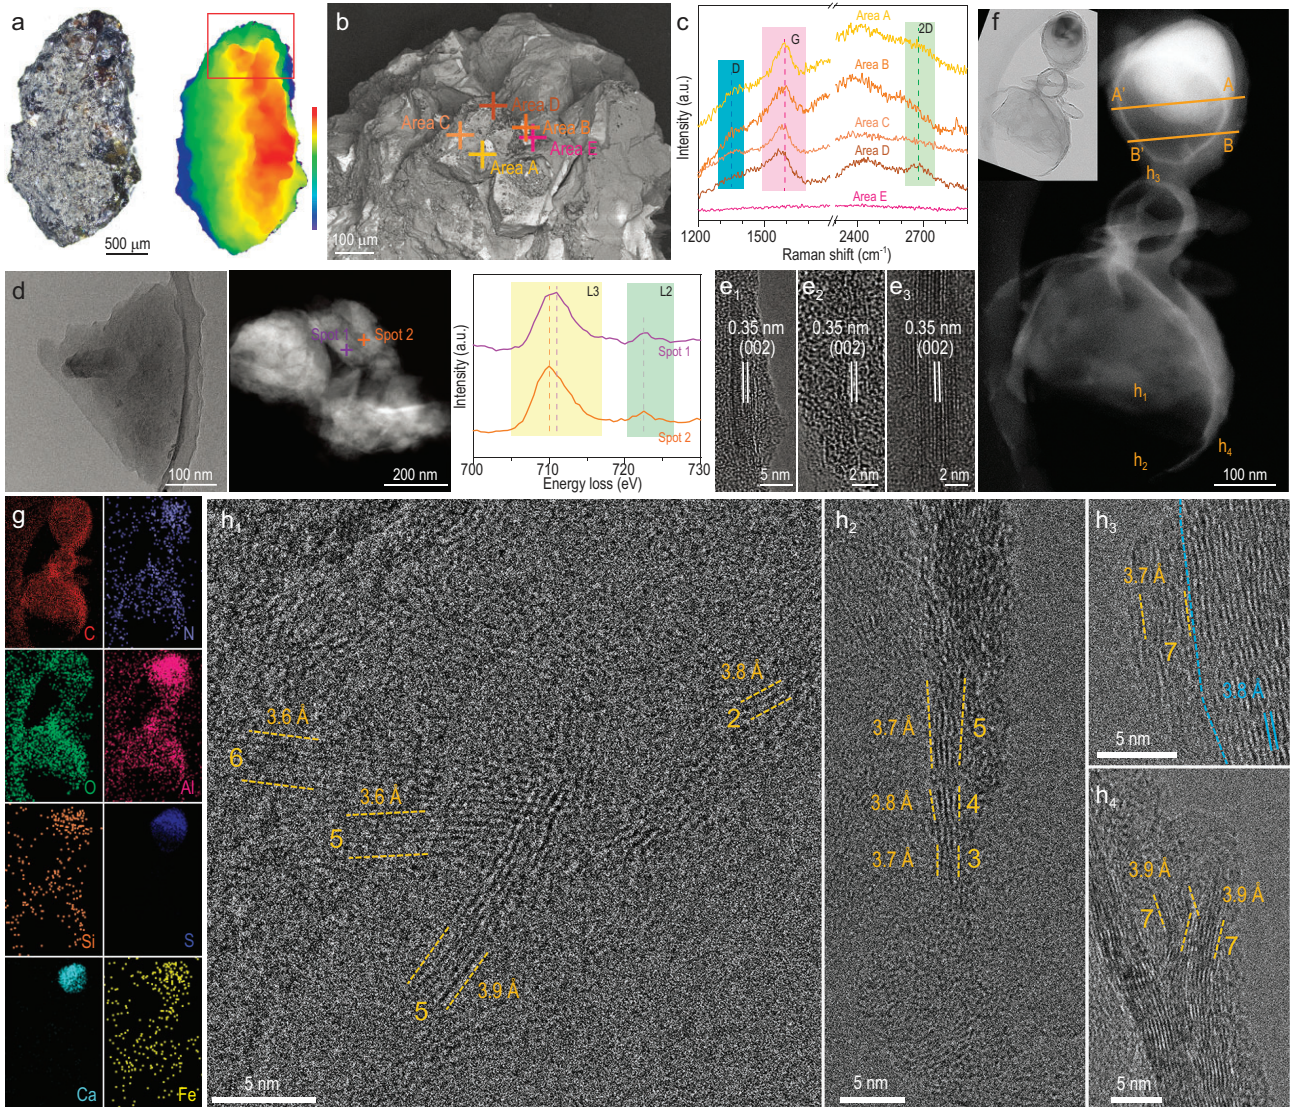 a
500 μm
b
Area D
Area C
Area B
Area E
Area A
100 μm
c
Intensity (a.u.)
Area A
G
2D
D
Area B
Area C
Area D
Area E
1200
1500
2400
2700
Raman shift (cm⁻¹)
f
A'
A
B'
B
h₃
h₁
h₂
h₄
100 nm
d
100 nm
Spot 1
Spot 2
200 nm
Intensity (a.u.)
L3
L2
Spot 1
Spot 2
700
710
720
730
Energy loss (eV)
e₁
0.35 nm
(002)
5 nm
e₂
0.35 nm
(002)
2 nm
e₃
0.35 nm
(002)
2 nm
g
C
N
O
Al
Si
S
Ca
Fe
h₁
3.8 Å
2
3.6 Å
6
3.6 Å
5
5
3.9 Å
5 nm
h₂
3.7 Å
5
3.8 Å
4
3.7 Å
3
5 nm
h₃
3.7 Å
7
3.8 Å
5 nm
h₄
3.9 Å
3.9 Å
7
7
5 nm